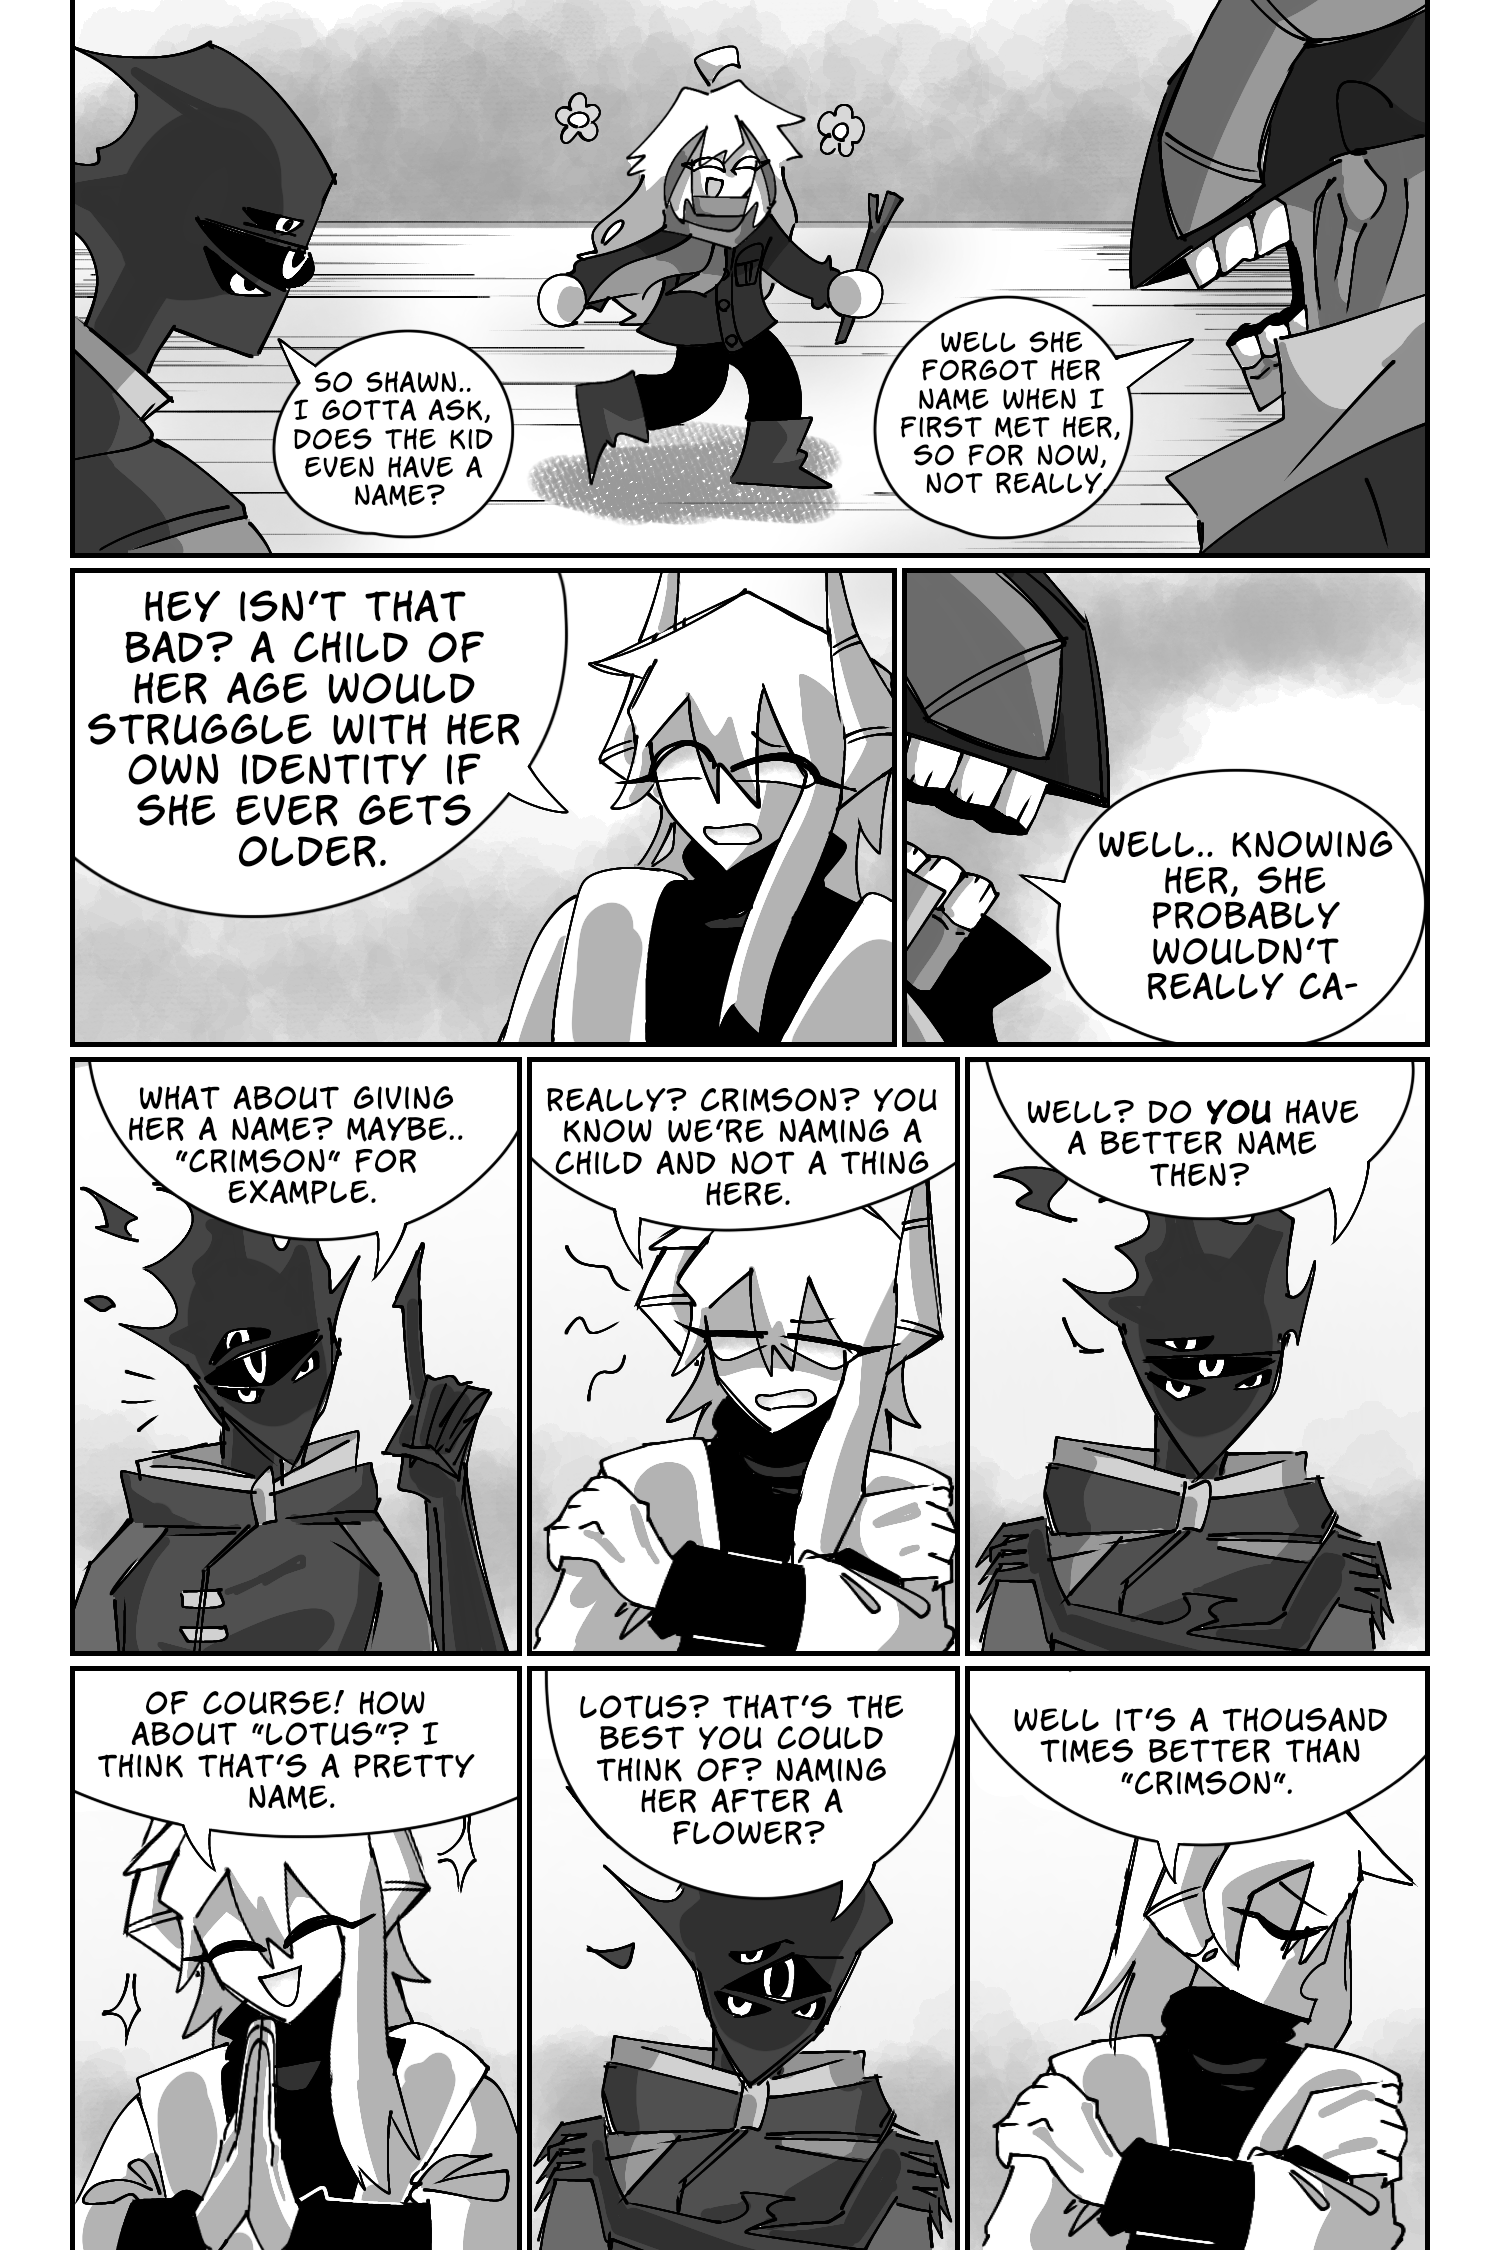 SO SHAWN..
I GOTTA ASK,
DOES THE KID
EVEN HAVE A
NAME?
WELL SHE
FORGOT HER
NAME WHEN I
FIRST MET HER,
SO FOR NOW,
NOT REALLY.
HEY ISN'T THAT
BAD? A CHILD OF
HER AGE WOULD
STRUGGLE WITH HER
OWN IDENTITY IF
SHE EVER GETS
OLDER.
WELL.. KNOWING
HER, SHE
PROBABLY
WOULDN'T
REALLY CA-
WHAT ABOUT GIVING
HER A NAME? MAYBE..
"CRIMSON" FOR
EXAMPLE.
REALLY? CRIMSON? YOU
KNOW WE'RE NAMING A
CHILD AND NOT A THING
HERE.
WELL? DO YOU HAVE
A BETTER NAME
THEN?
OF COURSE! HOW
ABOUT "LOTUS"? I
THINK THAT'S A PRETTY
NAME.
LOTUS? THAT'S THE
BEST YOU COULD
THINK OF? NAMING
HER AFTER A
FLOWER?
WELL IT'S A THOUSAND
TIMES BETTER THAN
"CRIMSON".